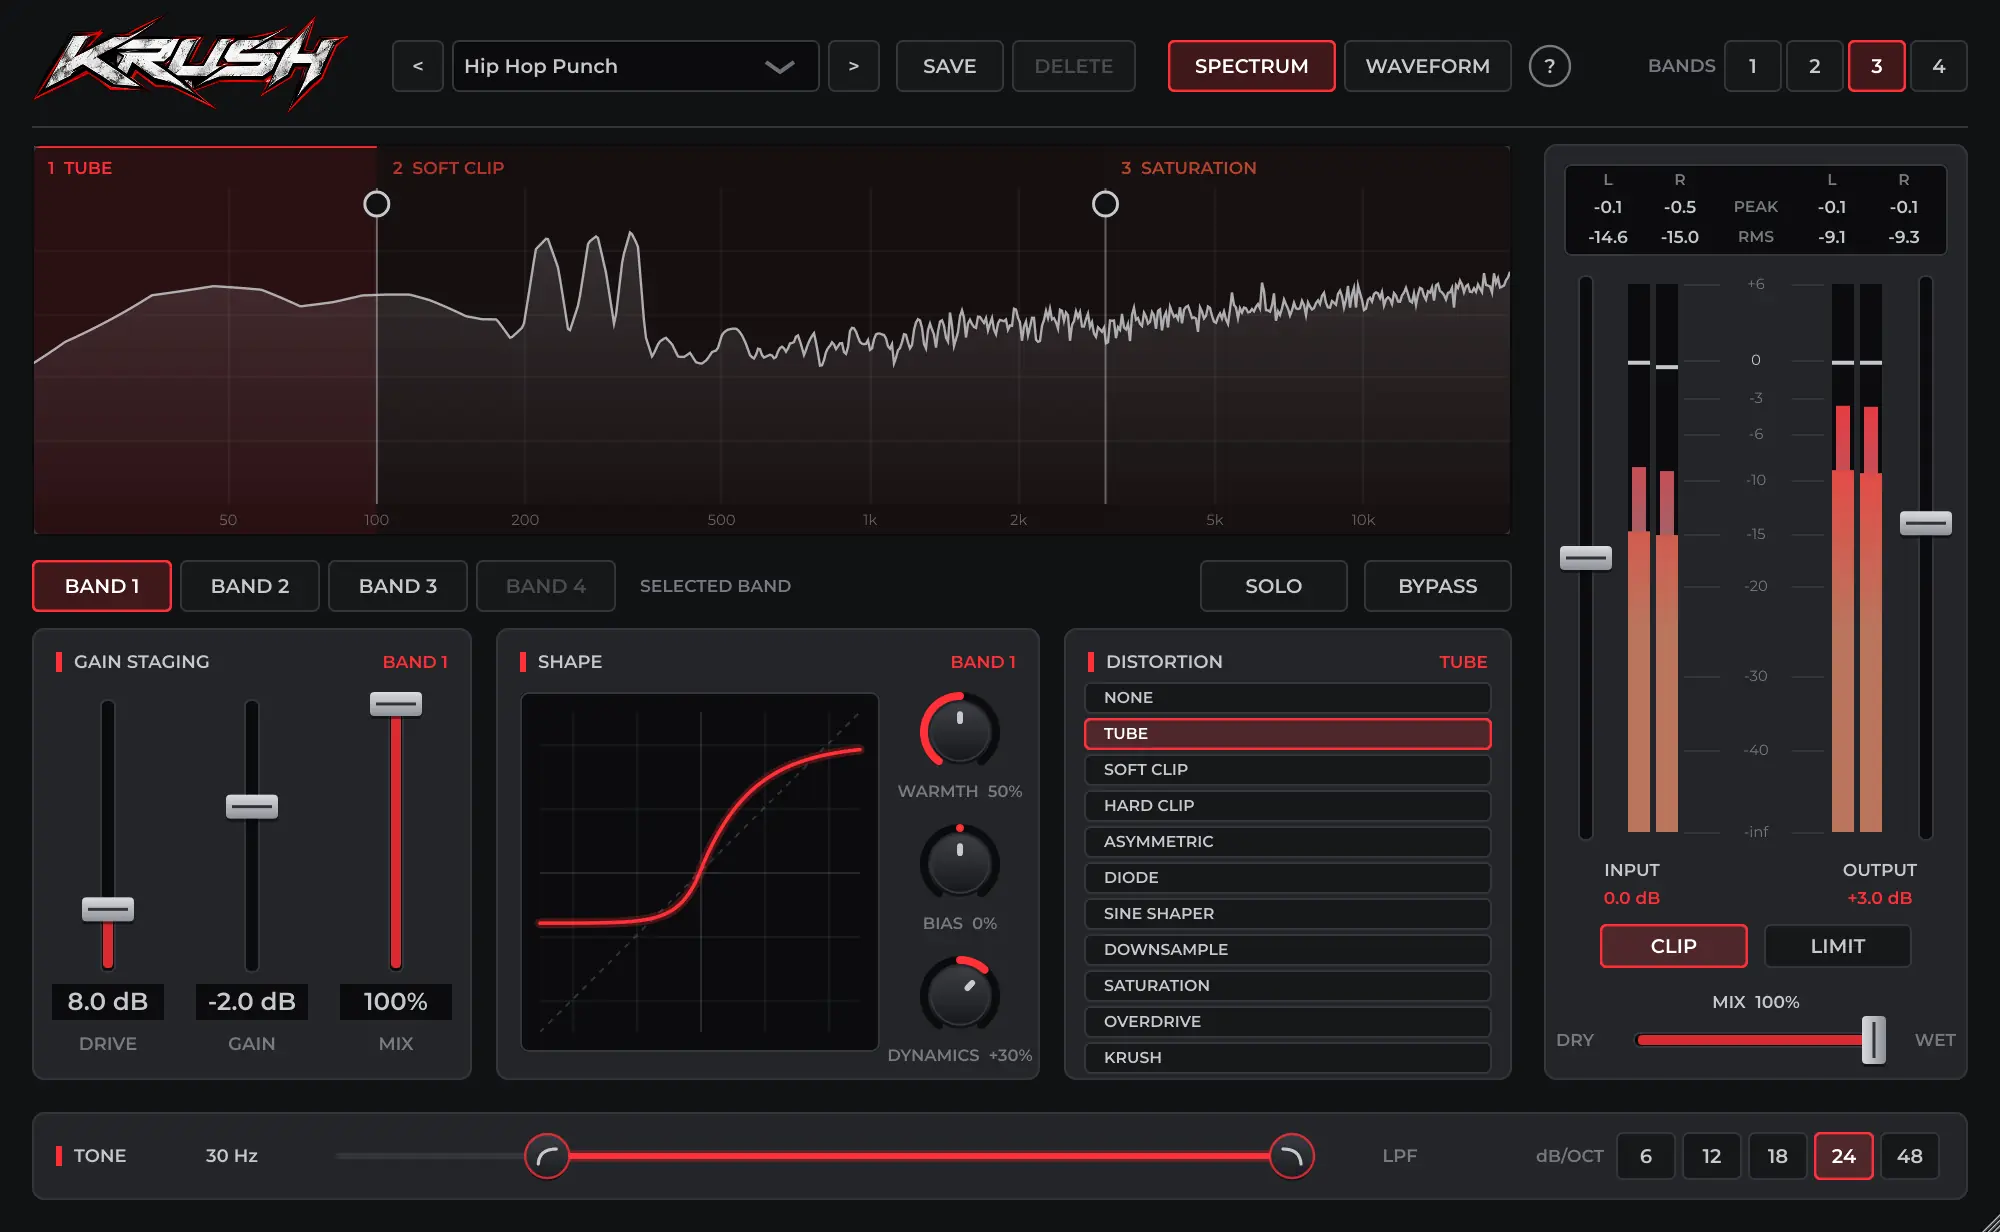 KRUSH
< Hip Hop Punch > SAVE DELETE SPECTRUM WAVEFORM ? BANDS 1 2 3 4
1 TUBE 2 SOFT CLIP 3 SATURATION
50 100 200 500 1k 2k 5k 10k
L R L R
-0.1 -0.5 PEAK -0.1 -0.1
-14.6 -15.0 RMS -9.1 -9.3
+6
0
-3
-6
-10
-15
-20
-30
-40
-inf
INPUT OUTPUT
0.0 dB +3.0 dB
CLIP LIMIT
MIX 100%
DRY WET
BAND 1 BAND 2 BAND 3 BAND 4 SELECTED BAND SOLO BYPASS
GAIN STAGING BAND 1
8.0 dB -2.0 dB 100%
DRIVE GAIN MIX
SHAPE BAND 1
WARMTH 50%
BIAS 0%
DYNAMICS +30%
DISTORTION TUBE
NONE
TUBE
SOFT CLIP
HARD CLIP
ASYMMETRIC
DIODE
SINE SHAPER
DOWNSAMPLE
SATURATION
OVERDRIVE
KRUSH
TONE 30 Hz LPF dB/OCT 6 12 18 24 48